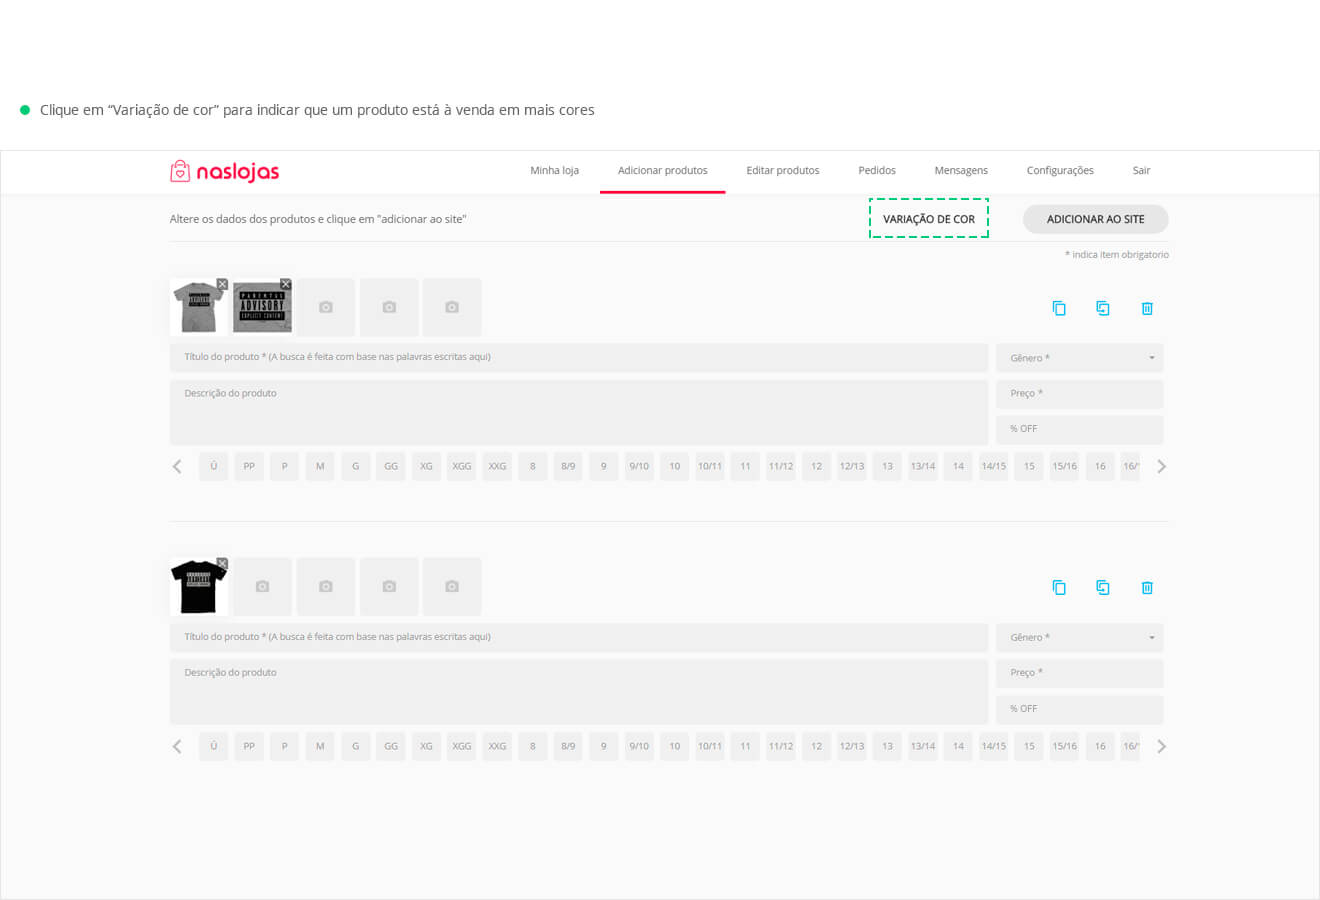 Clique em “Variação de cor” para indicar que um produto está à venda em mais cores
naslojas
Minha loja Adicionar produtos Editar produtos Pedidos Mensagens Configurações Sair
Altere os dados dos produtos e clique em "adicionar ao site" VARIAÇÃO DE COR ADICIONAR AO SITE
* indica item obrigatorio
PARENTAL
ADVISORY
EXPLICIT CONTENT
Título do produto * (A busca é feita com base nas palavras escritas aqui) Gênero *
Descrição do produto Preço *
% OFF
Ú PP P M G GG XG XGG XXG 8 8/9 9 9/10 10 10/11 11 11/12 12 12/13 13 13/14 14 14/15 15 15/16 16 16/
Título do produto * (A busca é feita com base nas palavras escritas aqui) Gênero *
Descrição do produto Preço *
% OFF
Ú PP P M G GG XG XGG XXG 8 8/9 9 9/10 10 10/11 11 11/12 12 12/13 13 13/14 14 14/15 15 15/16 16 16/